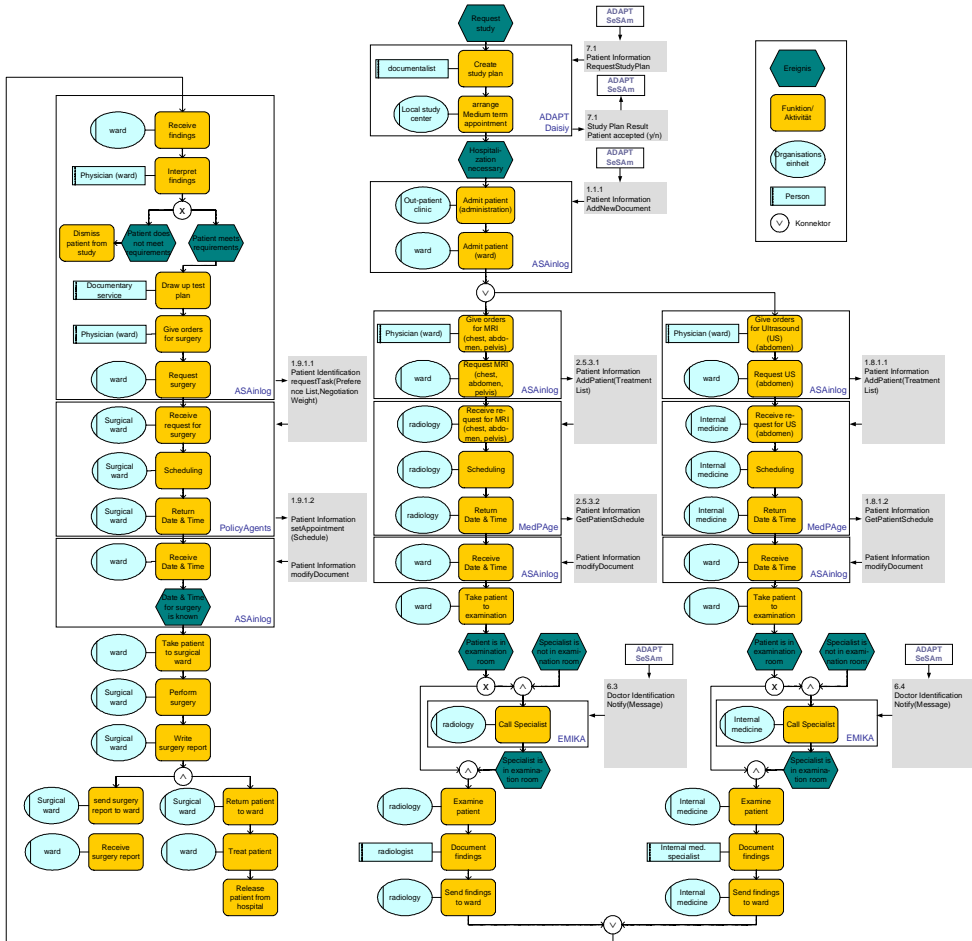 Request
study
ADAPT
SeSAm
7.1
Patient Information
RequestStudyPlan
documentalist
Create
study plan
ADAPT
SeSAm
Local study
center
arrange
Medium term
appointment
ADAPT
Daisiy
7.1
Study Plan Result
Patient accepted (y/n)
Hospitali-
zation
necessary
ADAPT
SeSAm
Out-patient
clinic
Admit patient
(administration)
1.1.1
Patient Information
AddNewDocument
ward
Admit patient
(ward)
ASAinlog
V
Ereignis
Funktion/
Aktivität
Organisations
einheit
Person
V
Konnektor
ward
Receive
findings
Physician (ward)
Interpret
findings
X
Dismiss
patient from
study
Patient does
not meet
requirements
Patient meets
requirements
Documentary
service
Draw up test
plan
Physician (ward)
Give orders
for surgery
ward
Request
surgery
ASAinlog
1.9.1.1
Patient Identification
requestTask(Prefere
nce List,Negotiation
Weight)
Surgical
ward
Receive
request for
surgery
Surgical
ward
Scheduling
Surgical
ward
Return
Date & Time
PolicyAgents
1.9.1.2
Patient Information
setAppointment
(Schedule)
Patient Information
modifyDocument
ward
Receive
Date & Time
Date & Time
for surgery
is known
ASAinlog
ward
Take patient
to surgical
ward
Surgical
ward
Perform
surgery
Surgical
ward
Write
surgery report
Λ
Surgical
ward
send surgery
report to ward
Surgical
ward
Return patient
to ward
ward
Receive
surgery report
ward
Treat patient
Release
patient from
hospital
Physician (ward)
Give orders
for MRI
(chest, abdo-
men, pelvis)
ward
Request MRI
(chest,
abdomen,
pelvis)
ASAinlog
2.5.3.1
Patient Information
AddPatient(Treatment
List)
radiology
Receive re-
quest for MRI
(chest, abdo-
men, pelvis)
radiology
Scheduling
radiology
Return
Date & Time
MedPAge
2.5.3.2
Patient Information
GetPatientSchedule
Patient Information
modifyDocument
ward
Receive
Date & Time
ASAinlog
ward
Take patient
to
examination
Patient is in
examination
room
Specialist is
not in exami-
nation room
ADAPT
SeSAm
X
Λ
6.3
Doctor Identification
Notify(Message)
radiology
Call Specialist
EMIKA
Specialist is
in examina-
tion room
Λ
radiology
Examine
patient
radiologist
Document
findings
radiology
Send findings
to ward
Physician (ward)
Give orders
for Ultrasound
(US)
(abdomen)
ward
Request US
(abdomen)
ASAinlog
1.8.1.1
Patient Information
AddPatient(Treatment
List)
Internal
medicine
Receive re-
quest for US
(abdomen)
Internal
medicine
Scheduling
Internal
medicine
Return
Date & Time
MedPAge
1.8.1.2
Patient Information
GetPatientSchedule
Patient Information
modifyDocument
ward
Receive
Date & Time
ASAinlog
ward
Take patient
to
examination
Patient is in
examination
room
Specialist is
not in exami-
nation room
ADAPT
SeSAm
X
Λ
6.4
Doctor Identification
Notify(Message)
Internal
medicine
Call Specialist
EMIKA
Specialist is
in examina-
tion room
Λ
Internal
medicine
Examine
patient
Internal med.
specialist
Document
findings
Internal
medicine
Send findings
to ward
V